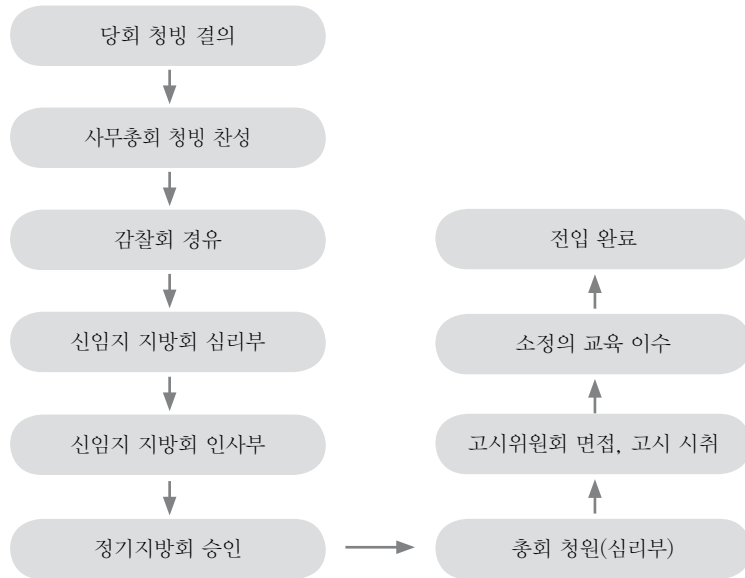 당회 청빙 결의
사무총회 청빙 찬성
감찰회 경유
신임지 지방회 심리부
신임지 지방회 인사부
정기지방회 승인
총회 청원(심리부)
고시위원회 면접, 고시 시취
소정의 교육 이수
전입 완료